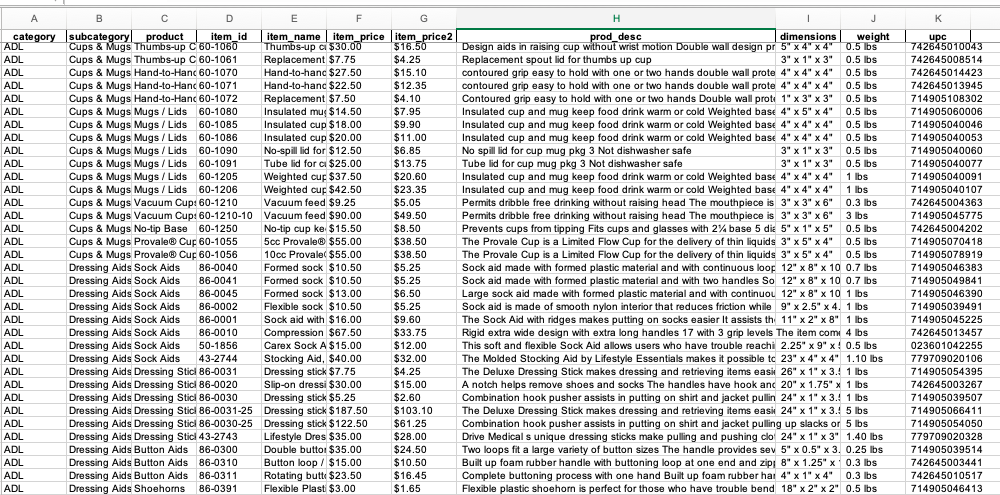 A B C D E F G H I J K
category subcategory product item_id item_name item_price item_price2 prod_desc dimensions weight upc
ADL Cups & Mugs Thumbs-up C 60-1060 Thumbs-up cu $30.00 $16.50 Design aids in raising cup without wrist motion Double wall design pr 5" x 4" x 4" 0.5 lbs 742645010043
ADL Cups & Mugs Thumbs-up C 60-1061 Replacement $7.75 $4.25 Replacement spout lid for thumbs up cup 3" x 1" x 3" 0.5 lbs 742645008514
ADL Cups & Mugs Hand-to-Hand 60-1070 Hand-to-hand $27.50 $15.10 contoured grip easy to hold with one or two hands double wall prote 4" x 4" x 4" 0.5 lbs 742645014423
ADL Cups & Mugs Hand-to-Hand 60-1071 Hand-to-hand $22.50 $12.35 contoured grip easy to hold with one or two hands double wall prote 4" x 4" x 4" 0.5 lbs 742645013945
ADL Cups & Mugs Hand-to-Hand 60-1072 Replacement $7.50 $4.10 Contoured grip easy to hold with one or two hands Double wall prote 1" x 3" x 3" 0.5 lbs 714905108302
ADL Cups & Mugs Mugs / Lids 60-1080 Insulated mug $14.50 $7.95 Insulated cup and mug keep food drink warm or cold Weighted base 4" x 5" x 4" 0.5 lbs 714905060006
ADL Cups & Mugs Mugs / Lids 60-1085 Insulated cup $18.00 $9.90 Insulated cup and mug keep food drink warm or cold Weighted base 4" x 4" x 4" 0.5 lbs 714905040046
ADL Cups & Mugs Mugs / Lids 60-1086 Insulated cup $20.00 $11.00 Insulated cup and mug keep food drink warm or cold Weighted base 4" x 4" x 4" 0.5 lbs 714905040053
ADL Cups & Mugs Mugs / Lids 60-1090 No-spill lid for $12.50 $6.85 No spill lid for cup mug pkg 3 Not dishwasher safe 3" x 1" x 3" 0.5 lbs 714905040060
ADL Cups & Mugs Mugs / Lids 60-1091 Tube lid for c $25.00 $13.75 Tube lid for cup mug pkg 3 Not dishwasher safe 3" x 1" x 3" 0.5 lbs 714905040077
ADL Cups & Mugs Mugs / Lids 60-1205 Weighted cup $37.50 $20.60 Insulated cup and mug keep food drink warm or cold Weighted base 4" x 4" x 4" 1 lbs 714905040091
ADL Cups & Mugs Mugs / Lids 60-1206 Weighted cup $42.50 $23.35 Insulated cup and mug keep food drink warm or cold Weighted base 4" x 4" x 4" 1 lbs 714905040107
ADL Cups & Mugs Vacuum Cups 60-1210 Vacuum feed $9.25 $5.05 Permits dribble free drinking without raising head The mouthpiece is 3" x 3" x 6" 0.3 lbs 742645004363
ADL Cups & Mugs Vacuum Cups 60-1210-10 Vacuum feed $90.00 $49.50 Permits dribble free drinking without raising head The mouthpiece is 3" x 3" x 6" 3 lbs 714905045775
ADL Cups & Mugs No-tip Base 60-1250 No-tip cup ke $15.50 $8.50 Prevents cups from tipping Fits cups and glasses with 2¼ base 5 dia 5" x 1" x 5" 0.5 lbs 742645004202
ADL Cups & Mugs Provale® Cup 60-1055 5cc Provale® $55.00 $38.50 The Provale Cup is a Limited Flow Cup for the delivery of thin liquids 3" x 5" x 4" 0.5 lbs 714905070418
ADL Cups & Mugs Provale® Cup 60-1056 10cc Provale $55.00 $38.50 The Provale Cup is a Limited Flow Cup for the delivery of thin liquids 3" x 5" x 4" 0.5 lbs 714905078919
ADL Dressing Aids Sock Aids 86-0040 Formed sock $10.50 $5.25 Sock aid made with formed plastic material and with continuous loop 12" x 8" x 10 0.7 lbs 714905046383
ADL Dressing Aids Sock Aids 86-0041 Formed sock $10.50 $5.25 Sock aid made with formed plastic material and with two handles So 12" x 8" x 10 0.7 lbs 714905049841
ADL Dressing Aids Sock Aids 86-0045 Formed sock $13.00 $6.50 Large sock aid made with formed plastic material and with continuou 12" x 8" x 10 1 lbs 714905046390
ADL Dressing Aids Sock Aids 86-0002 Flexible sock $10.50 $5.25 Sock aid is made of smooth nylon interior that reduces friction while 9" x 2.5" x 4. 1 lbs 714905039491
ADL Dressing Aids Sock Aids 86-0001 Sock aid with $16.00 $9.60 The Sock Aid with ridges makes putting on socks easier It assists the 11" x 2" x 8" 1 lbs 714905045225
ADL Dressing Aids Sock Aids 86-0010 Compression $67.50 $33.75 Rigid extra wide design with extra long handles 17 with 3 grip levels The item come 4 lbs 742645013457
ADL Dressing Aids Sock Aids 50-1856 Carex Sock A $15.00 $12.00 This soft and flexible Sock Aid allows users who have trouble reachi 2.25" x 9" x 5 0.5 lbs 023601042255
ADL Dressing Aids Sock Aids 43-2744 Stocking Aid, $40.00 $32.00 The Molded Stocking Aid by Lifestyle Essentials makes it possible to 23" x 4" x 4" 1.10 lbs 779709020106
ADL Dressing Aids Dressing Stick 86-0031 Dressing stick $7.75 $4.25 The Deluxe Dressing Stick makes dressing and retrieving items easie 26" x 1" x 3.5 1 lbs 714905054395
ADL Dressing Aids Dressing Stick 86-0020 Slip-on dressi $30.00 $15.00 A notch helps remove shoes and socks The handles have hook and 20" x 1.75" x 1 lbs 742645003267
ADL Dressing Aids Dressing Stick 86-0030 Dressing stick $5.25 $2.60 Combination hook pusher assists in putting on shirt and jacket pullin 24" x 1" x 3.5 1 lbs 714905039507
ADL Dressing Aids Dressing Stick 86-0031-25 Dressing stick $187.50 $103.10 The Deluxe Dressing Stick makes dressing and retrieving items easie 24" x 1" x 3.5 5 lbs 714905066411
ADL Dressing Aids Dressing Stick 86-0030-25 Dressing stick $122.50 $61.25 Combination hook pusher assists in putting on shirt and jacket pulling up slacks or s 5 lbs 714905054050
ADL Dressing Aids Dressing Stick 43-2743 Lifestyle Dres $35.00 $28.00 Drive Medical s unique dressing sticks make pulling and pushing clo 24" x 1" x 3" 1.40 lbs 779709020328
ADL Dressing Aids Button Aids 86-0300 Double button $35.00 $24.50 Two loops fit a large variety of button sizes The handle provides sev 5" x 0.5" x 3. 0.25 lbs 714905039514
ADL Dressing Aids Button Aids 86-0310 Button loop / $15.00 $10.50 Built up foam rubber handle with buttoning loop at one end and zipp 8" x 1.25" x 1 0.3 lbs 742645003441
ADL Dressing Aids Button Aids 86-0311 Rotating butt $23.50 $16.45 Complete buttoning process with one hand Built up foam rubber han 4" x 1" x 2" 0.3 lbs 742645010517
ADL Dressing Aids Shoehorns 86-0391 Flexible Plasti $3.00 $1.65 Flexible plastic shoehorn is perfect for those who have trouble bend 18" x 2" x 2. 0.5 lbs 714905046413